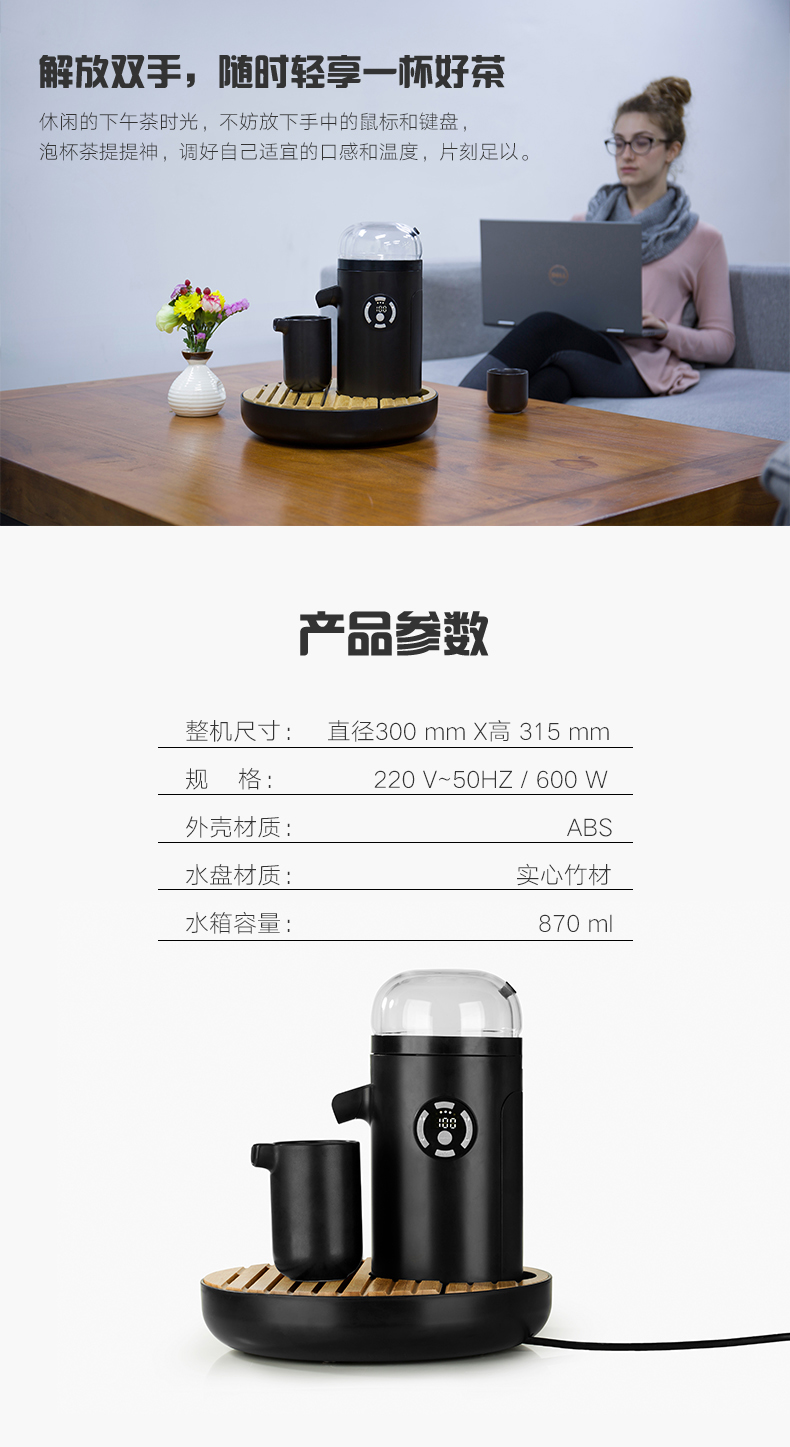 解放双手，随时轻享一杯好茶
休闲的下午茶时光，不妨放下手中的鼠标和键盘，
泡杯茶提提神，调好自己适宜的口感和温度，片刻足以。
DELL
100
产品参数
整机尺寸： 直径300 mm X高 315 mm
规 格： 220 V~50HZ / 600 W
外壳材质： ABS
水盘材质： 实心竹材
水箱容量： 870 ml
100